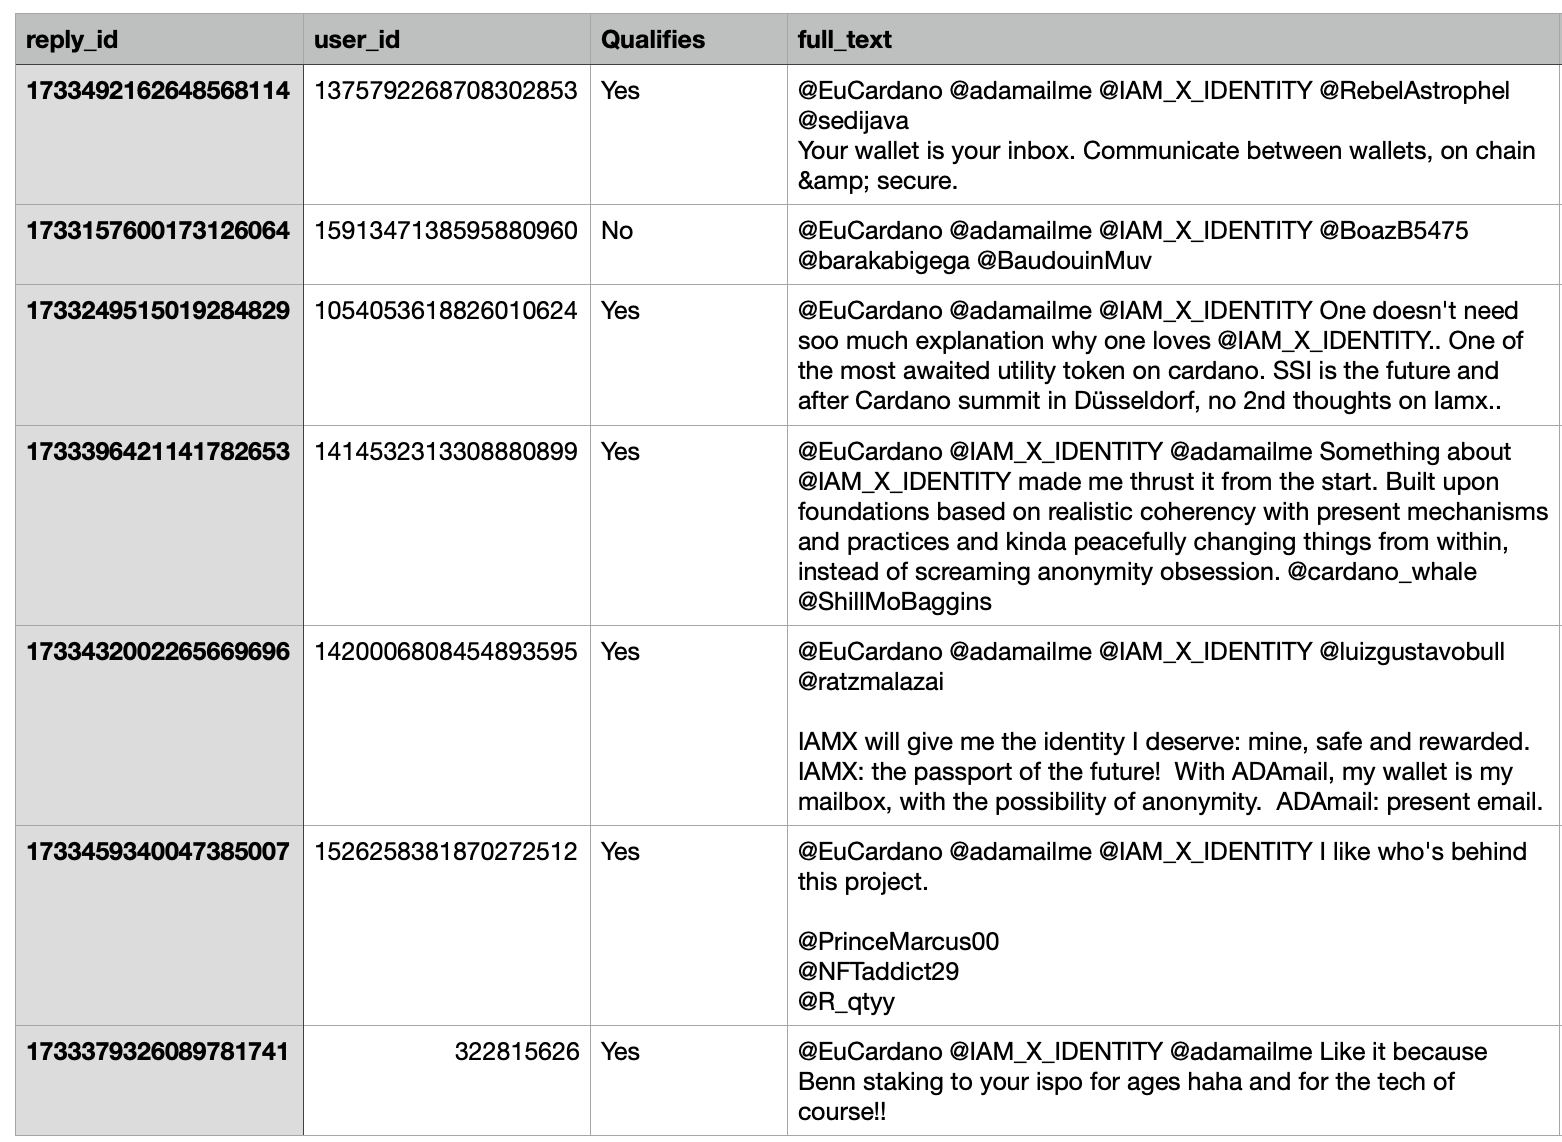 reply_id user_id Qualifies full_text
1733492162648568114 1375792268708302853 Yes @EuCardano @adamailme @IAM_X_IDENTITY @RebelAstrophel
@sedijava
Your wallet is your inbox. Communicate between wallets, on chain
&amp; secure.
1733157600173126064 1591347138595880960 No @EuCardano @adamailme @IAM_X_IDENTITY @BoazB5475
@barakabigega @BaudouinMuv
1733249515019284829 1054053618826010624 Yes @EuCardano @adamailme @IAM_X_IDENTITY One doesn't need
soo much explanation why one loves @IAM_X_IDENTITY.. One of
the most awaited utility token on cardano. SSI is the future and
after Cardano summit in Düsseldorf, no 2nd thoughts on Iamx..
1733396421141782653 1414532313308880899 Yes @EuCardano @IAM_X_IDENTITY @adamailme Something about
@IAM_X_IDENTITY made me thrust it from the start. Built upon
foundations based on realistic coherency with present mechanisms
and practices and kinda peacefully changing things from within,
instead of screaming anonymity obsession. @cardano_whale
@ShillMoBaggins
1733432002265669696 1420006808454893595 Yes @EuCardano @adamailme @IAM_X_IDENTITY @luizgustavobull
@ratzmalazai
IAMX will give me the identity I deserve: mine, safe and rewarded.
IAMX: the passport of the future!  With ADAmail, my wallet is my
mailbox, with the possibility of anonymity.  ADAmail: present email.
1733459340047385007 1526258381870272512 Yes @EuCardano @adamailme @IAM_X_IDENTITY I like who's behind
this project.
@PrinceMarcus00
@NFTaddict29
@R_qtyy
1733379326089781741 322815626 Yes @EuCardano @IAM_X_IDENTITY @adamailme Like it because
Benn staking to your ispo for ages haha and for the tech of
course!!